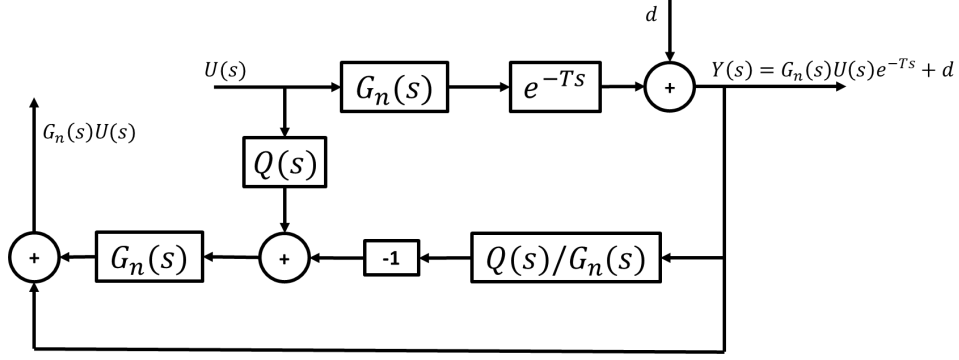 d
U(s)
G_n(s)
e^{-Ts}
+
Y(s) = G_n(s)U(s)e^{-Ts} + d
G_n(s)U(s)
Q(s)
+
G_n(s)
+
-1
Q(s)/G_n(s)